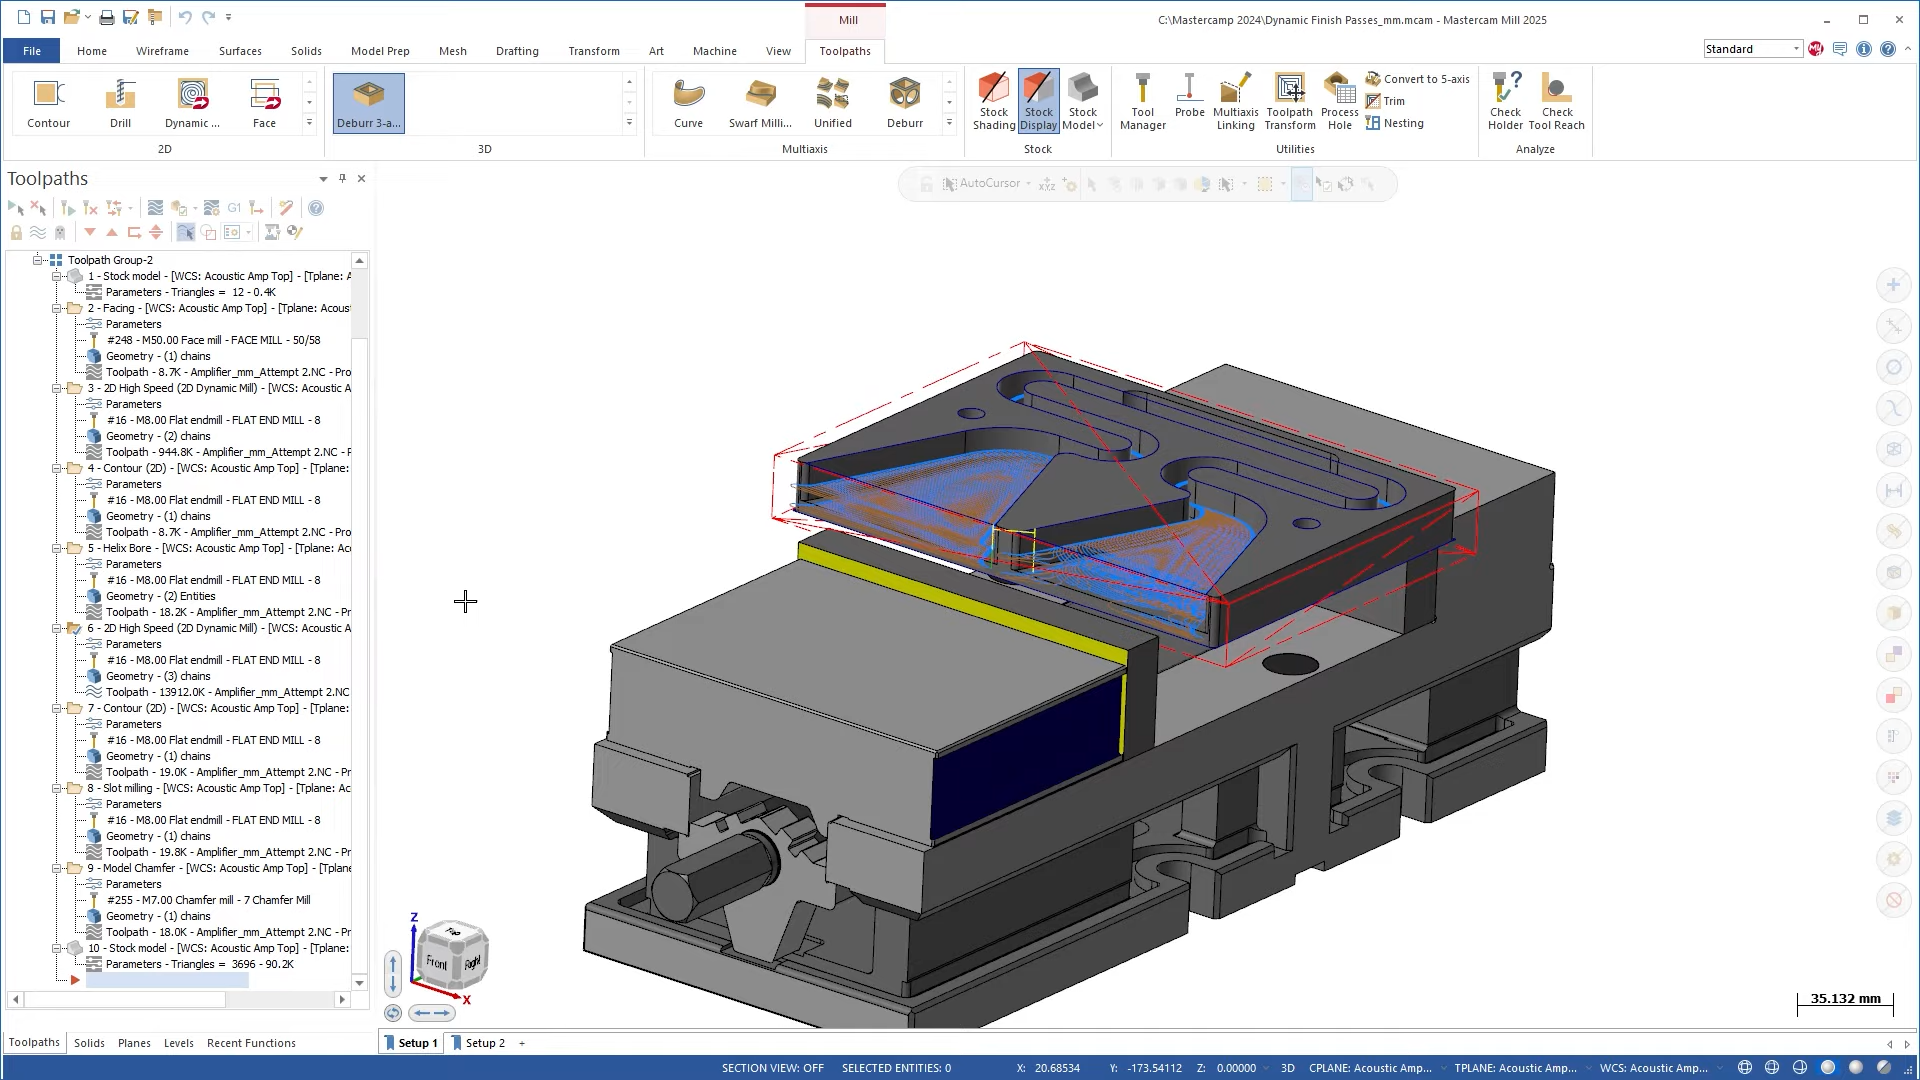 Mill
C:\Mastercamp 2024\Dynamic Finish Passes_mm.mcam - Mastercam Mill 2025
File
Home
Wireframe
Surfaces
Solids
Model Prep
Mesh
Drafting
Transform
Art
Machine
View
Toolpaths
Standard
Contour
Drill
Dynamic ...
Face
2D
Deburr 3-a...
3D
Curve
Swarf Milli...
Unified
Deburr
Multiaxis
Stock Shading
Stock Display
Stock Model
Stock
Tool Manager
Probe
Multiaxis Linking
Toolpath Transform
Process Hole
Convert to 5-axis
Trim
Nesting
Utilities
Check Holder
Check Tool Reach
Analyze
Toolpaths
G1
AutoCursor
XYZ
Toolpath Group-2
1 - Stock model - [WCS: Acoustic Amp Top] - [Tplane: A
Parameters - Triangles = 12 - 0.4K
2 - Facing - [WCS: Acoustic Amp Top] - [Tplane: Acous
Parameters
#248 - M50.00 Face mill - FACE MILL - 50/58
Geometry - (1) chains
Toolpath - 8.7K - Amplifier_mm_Attempt 2.NC - Pro
3 - 2D High Speed (2D Dynamic Mill) - [WCS: Acoustic A
Parameters
#16 - M8.00 Flat endmill - FLAT END MILL - 8
Geometry - (2) chains
Toolpath - 944.8K - Amplifier_mm_Attempt 2.NC - P
4 - Contour (2D) - [WCS: Acoustic Amp Top] - [Tplane:
Parameters
#16 - M8.00 Flat endmill - FLAT END MILL - 8
Geometry - (1) chains
Toolpath - 8.7K - Amplifier_mm_Attempt 2.NC - Pro
5 - Helix Bore - [WCS: Acoustic Amp Top] - [Tplane: Aco
Parameters
#16 - M8.00 Flat endmill - FLAT END MILL - 8
Geometry - (2) Entities
Toolpath - 18.2K - Amplifier_mm_Attempt 2.NC - Pr
6 - 2D High Speed (2D Dynamic Mill) - [WCS: Acoustic A
Parameters
#16 - M8.00 Flat endmill - FLAT END MILL - 8
Geometry - (3) chains
Toolpath - 13912.0K - Amplifier_mm_Attempt 2.NC
7 - Contour (2D) - [WCS: Acoustic Amp Top] - [Tplane:
Parameters
#16 - M8.00 Flat endmill - FLAT END MILL - 8
Geometry - (1) chains
Toolpath - 19.0K - Amplifier_mm_Attempt 2.NC - Pr
8 - Slot milling - [WCS: Acoustic Amp Top] - [Tplane: Ac
Parameters
#16 - M8.00 Flat endmill - FLAT END MILL - 8
Geometry - (1) chains
Toolpath - 19.8K - Amplifier_mm_Attempt 2.NC - Pr
9 - Model Chamfer - [WCS: Acoustic Amp Top] - [Tplane
Parameters
#255 - M7.00 Chamfer mill - 7 Chamfer Mill
Geometry - (1) chains
Toolpath - 18.0K - Amplifier_mm_Attempt 2.NC - Pr
10 - Stock model - [WCS: Acoustic Amp Top] - [Tplane:
Parameters - Triangles = 3696 - 90.2K
Z
Top
Front
Right
X
35.132 mm
Toolpaths
Solids
Planes
Levels
Recent Functions
Setup 1
Setup 2
+
SECTION VIEW: OFF
SELECTED ENTITIES: 0
X: 20.68534
Y: -173.54112
Z: 0.00000
3D
CPLANE: Acoustic Amp...
TPLANE: Acoustic Amp...
WCS: Acoustic Amp...